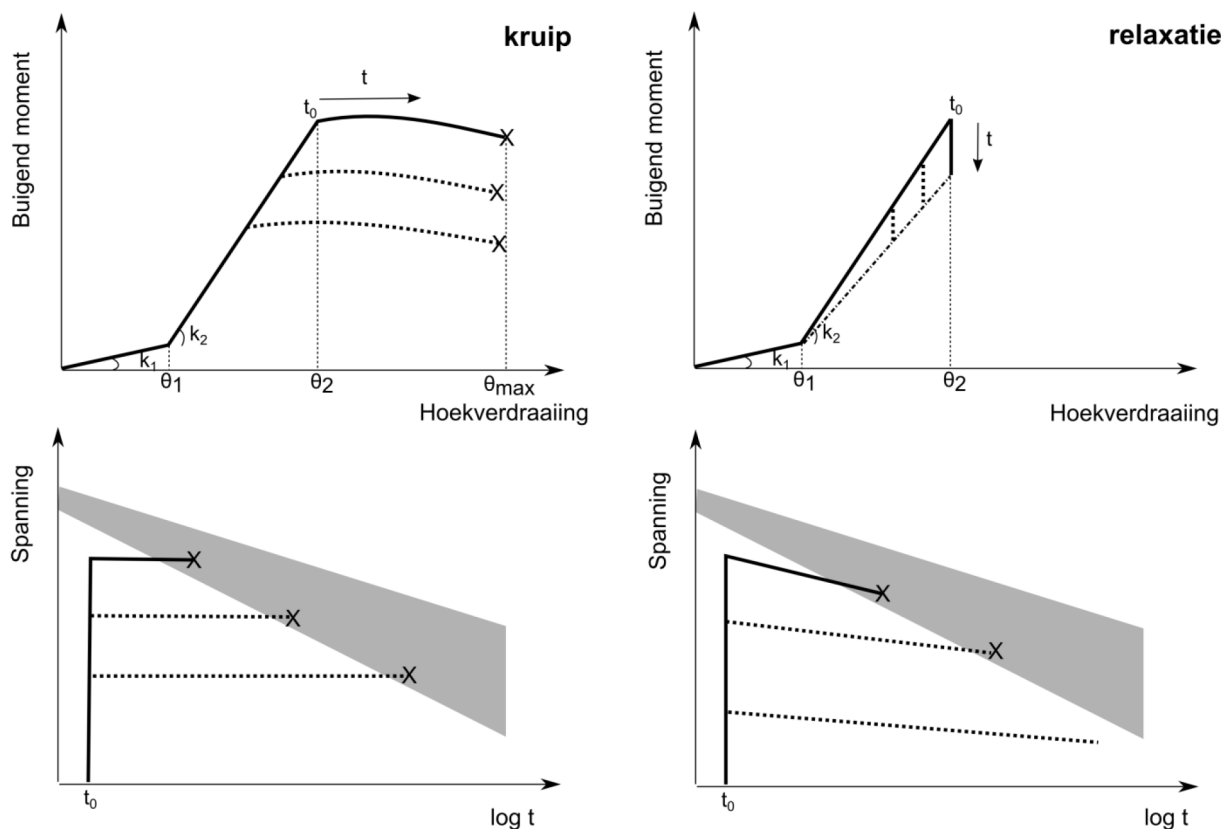 kruip
Buigend moment
t
t₀
k₂
k₁
θ₁
θ₂
θmax
Hoekverdraaiing
relaxatie
Buigend moment
t₀
t
k₂
k₁
θ₁
θ₂
Hoekverdraaiing
Spanning
X
X
X
t₀
log t
Spanning
X
X
t₀
log t